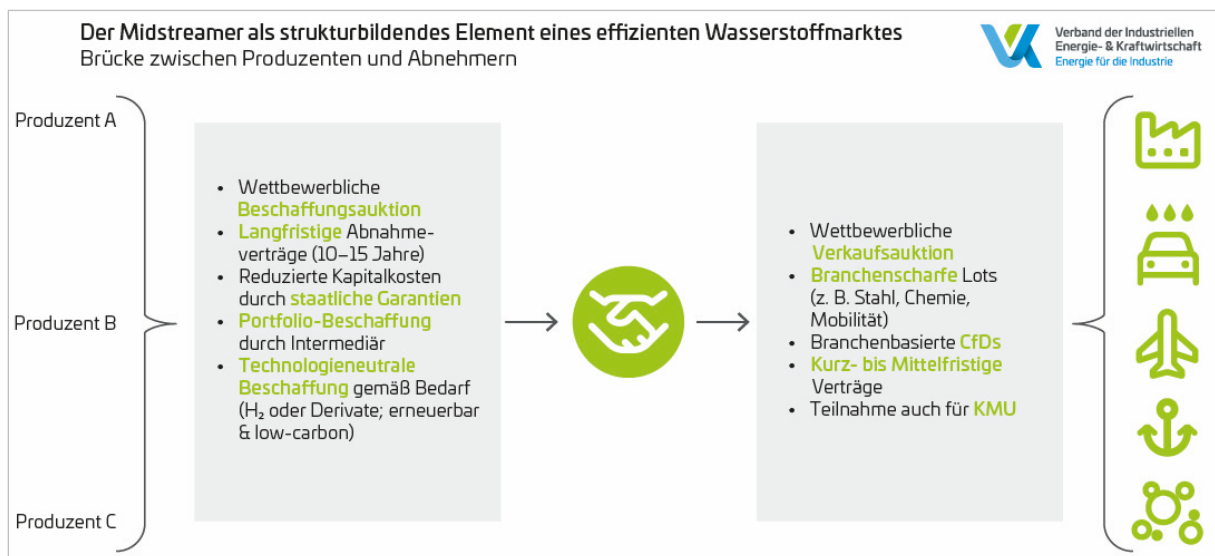 Der Midstreamer als strukturbildendes Element eines effizienten Wasserstoffmarktes
Brücke zwischen Produzenten und Abnehmern
Verband der Industriellen
Energie- & Kraftwirtschaft
Energie für die Industrie
Produzent A
Produzent B
Produzent C
• Wettbewerbliche
Beschaffungsauktion
• Langfristige Abnahme-
verträge (10–15 Jahre)
• Reduzierte Kapitalkosten
durch staatliche Garantien
• Portfolio-Beschaffung
durch Intermediär
• Technologieneutrale
Beschaffung gemäß Bedarf
(H₂ oder Derivate; erneuerbar
& low-carbon)
• Wettbewerbliche
Verkaufsauktion
• Branchenscharfe Lots
(z. B. Stahl, Chemie,
Mobilität)
• Branchenbasierte CfDs
• Kurz- bis Mittelfristige
Verträge
• Teilnahme auch für KMU